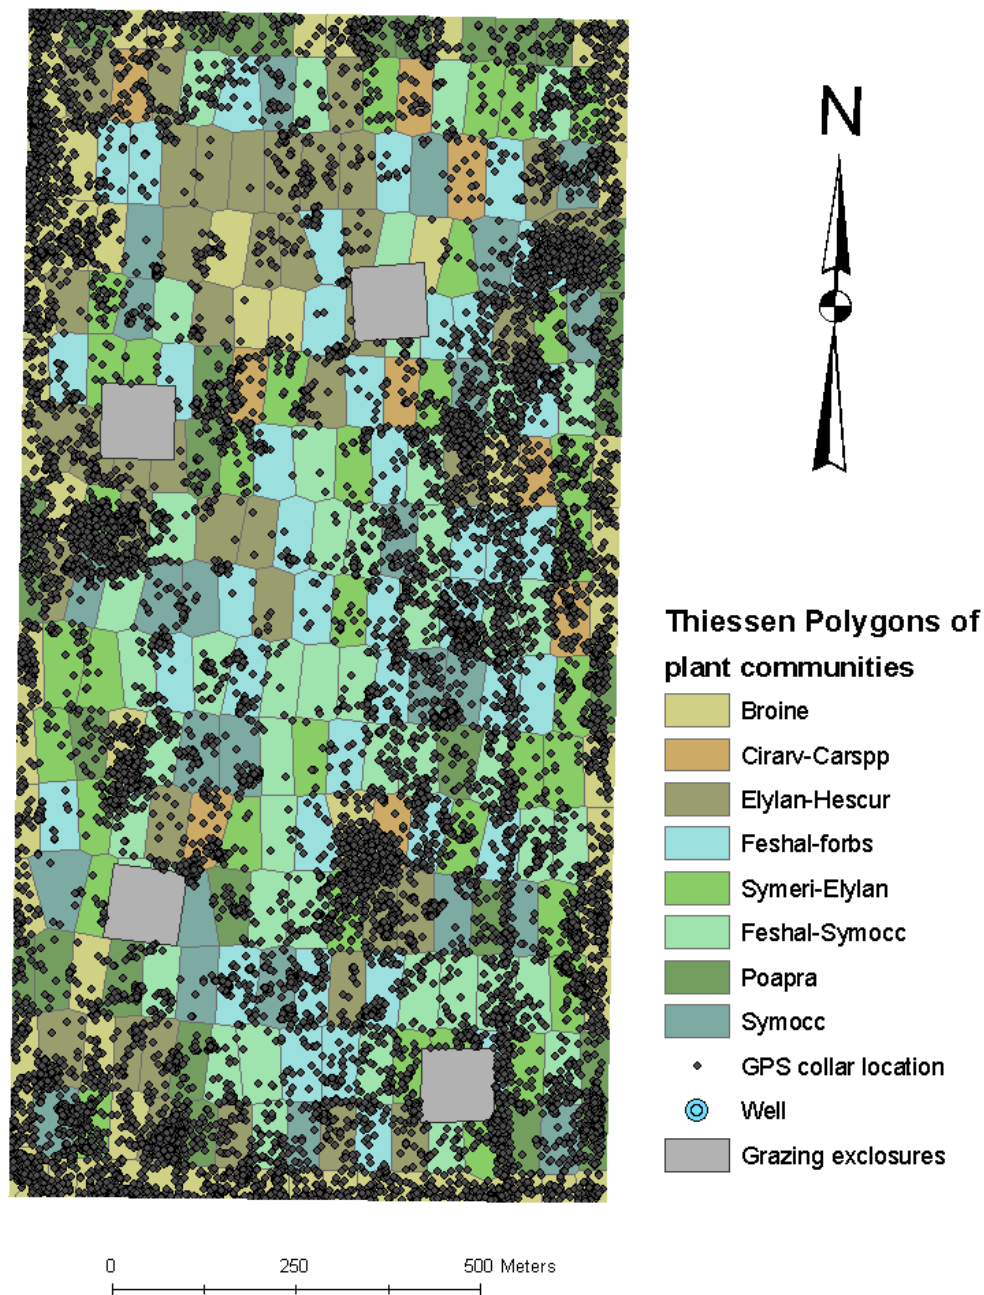 N
Thiessen Polygons of
plant communities
Broine
Cirarv-Carspp
Elylan-Hescur
Feshal-forbs
Symeri-Elylan
Feshal-Symocc
Poapra
Symocc
GPS collar location
Well
Grazing exclosures
0 250 500 Meters